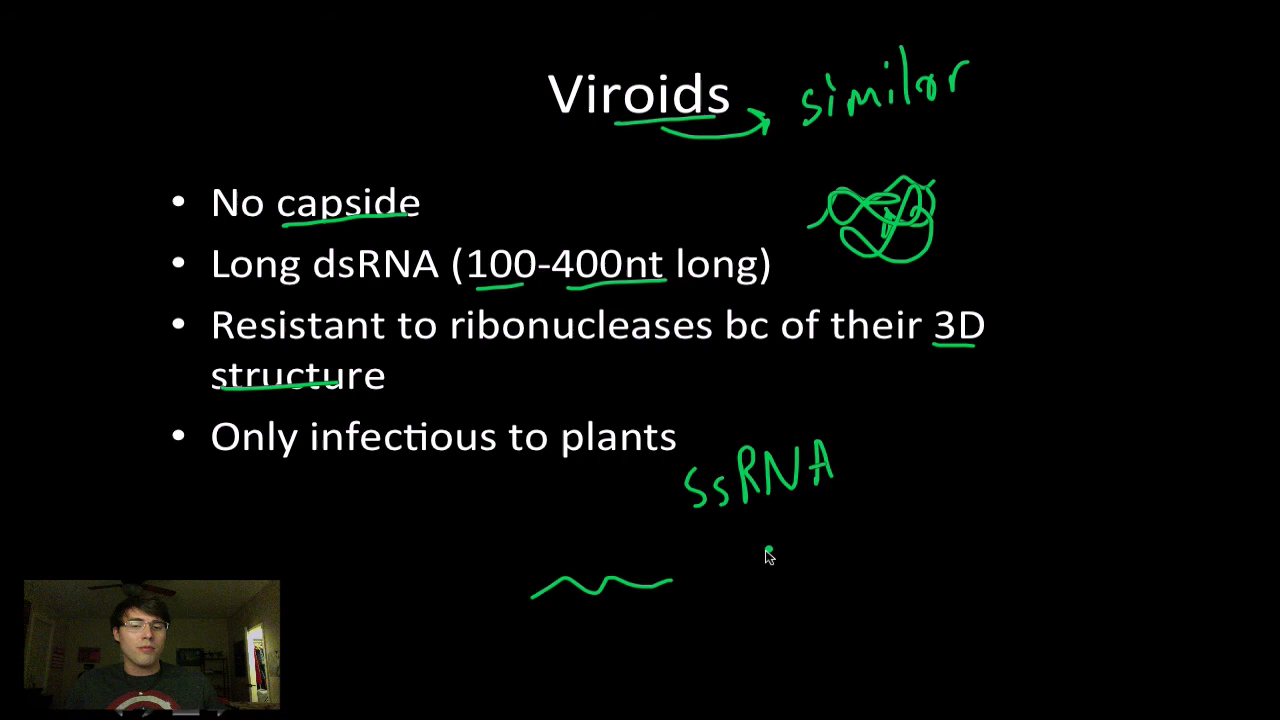 Viroids
similar
• No capside
• Long dsRNA (100-400nt long)
• Resistant to ribonucleases bc of their 3D
structure
• Only infectious to plants
ssRNA